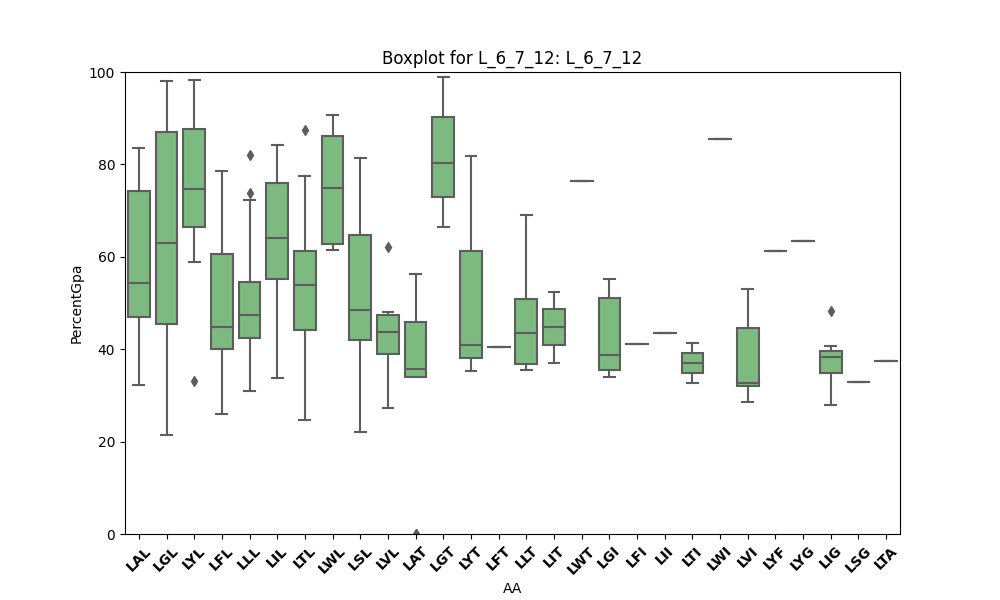 Boxplot for L_6_7_12: L_6_7_12
100
80
60
40
20
0
PercentGpa
LAL LGL LYL LFL LLL LIL LTL LWL LSL LVL LAT LGT LYT LFT LLT LIT LWT LGI LFI LII LTI LWI LVI LYF LYG LIG LSG LTA
AA